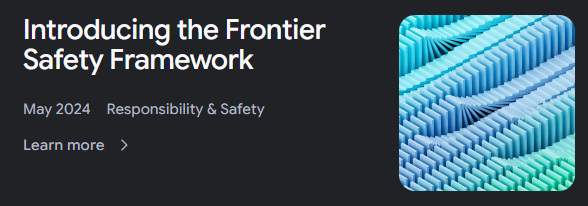 Introducing the Frontier
Safety Framework
May 2024 Responsibility & Safety
Learn more